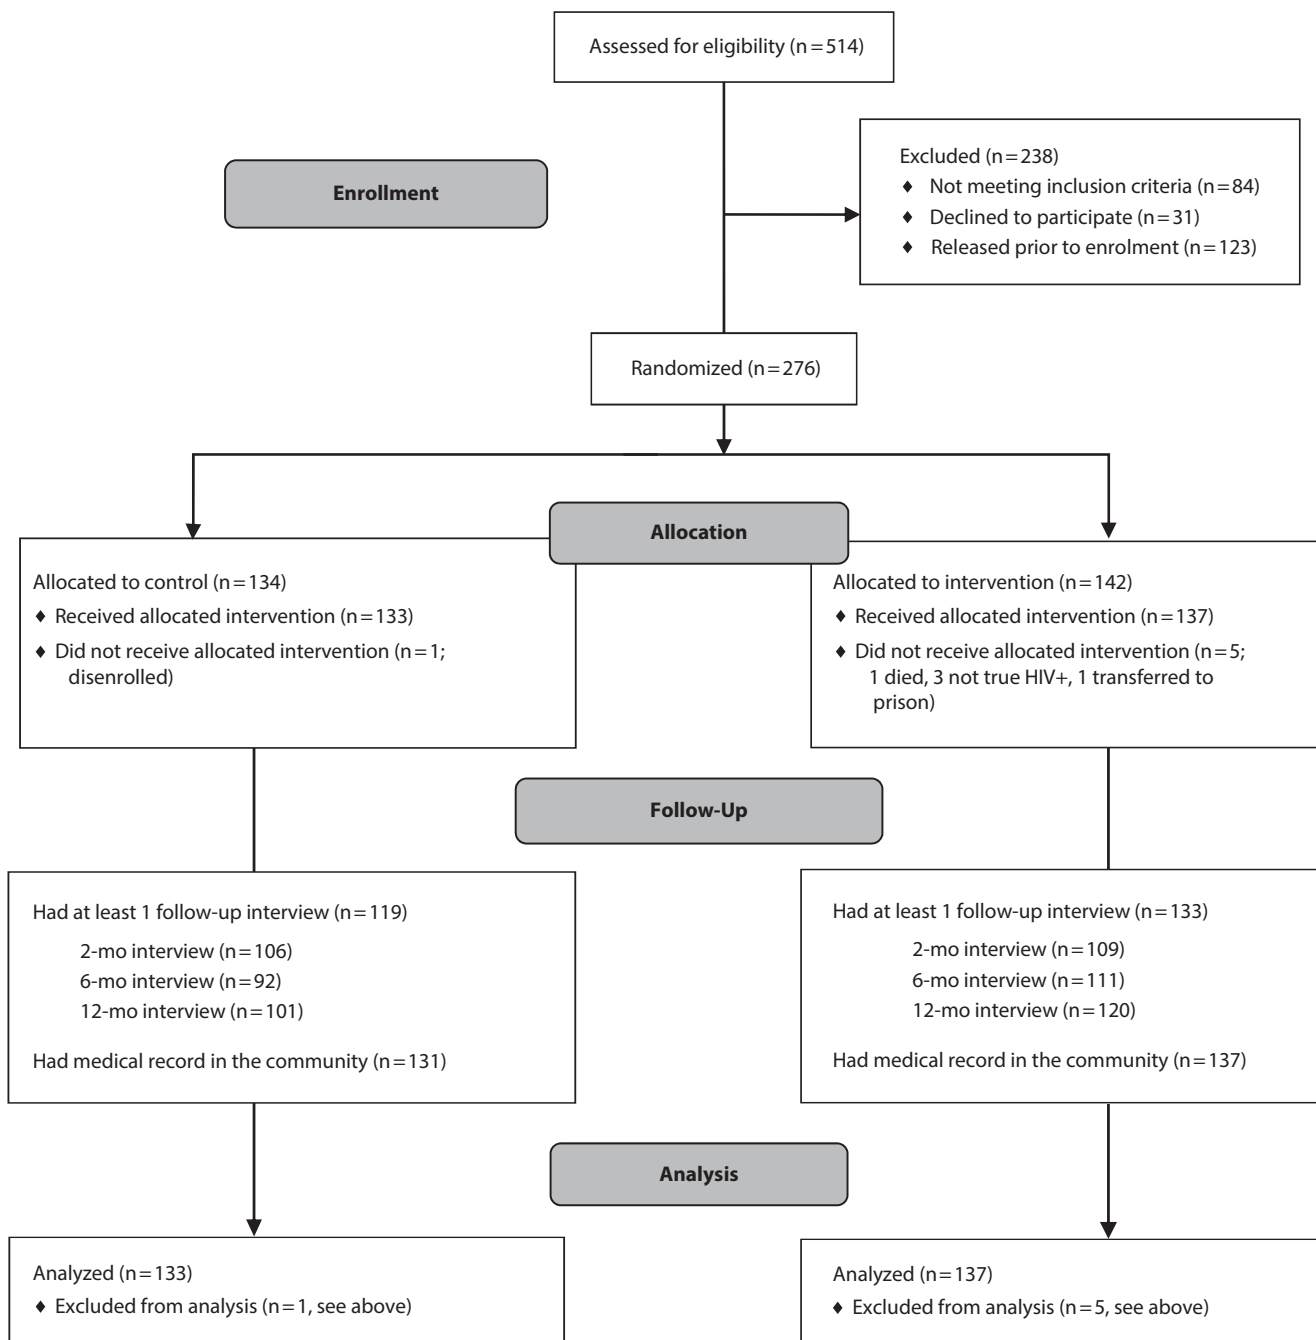 Assessed for eligibility (n=514)
Enrollment
Excluded (n=238)
♦ Not meeting inclusion criteria (n=84)
♦ Declined to participate (n=31)
♦ Released prior to enrolment (n=123)
Randomized (n=276)
Allocation
Allocated to control (n=134)
♦ Received allocated intervention (n=133)
♦ Did not receive allocated intervention (n=1;
disenrolled)
Allocated to intervention (n=142)
♦ Received allocated intervention (n=137)
♦ Did not receive allocated intervention (n=5;
1 died, 3 not true HIV+, 1 transferred to
prison)
Follow-Up
Had at least 1 follow-up interview (n=119)
2-mo interview (n=106)
6-mo interview (n=92)
12-mo interview (n=101)
Had medical record in the community (n=131)
Had at least 1 follow-up interview (n=133)
2-mo interview (n=109)
6-mo interview (n=111)
12-mo interview (n=120)
Had medical record in the community (n=137)
Analysis
Analyzed (n=133)
♦ Excluded from analysis (n=1, see above)
Analyzed (n=137)
♦ Excluded from analysis (n=5, see above)